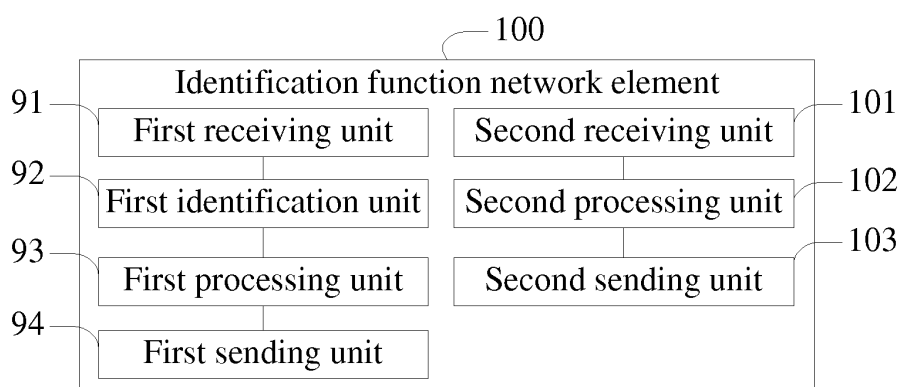 100
Identification function network element
91
First receiving unit
Second receiving unit
101
92
First identification unit
Second processing unit
102
93
First processing unit
Second sending unit
103
94
First sending unit